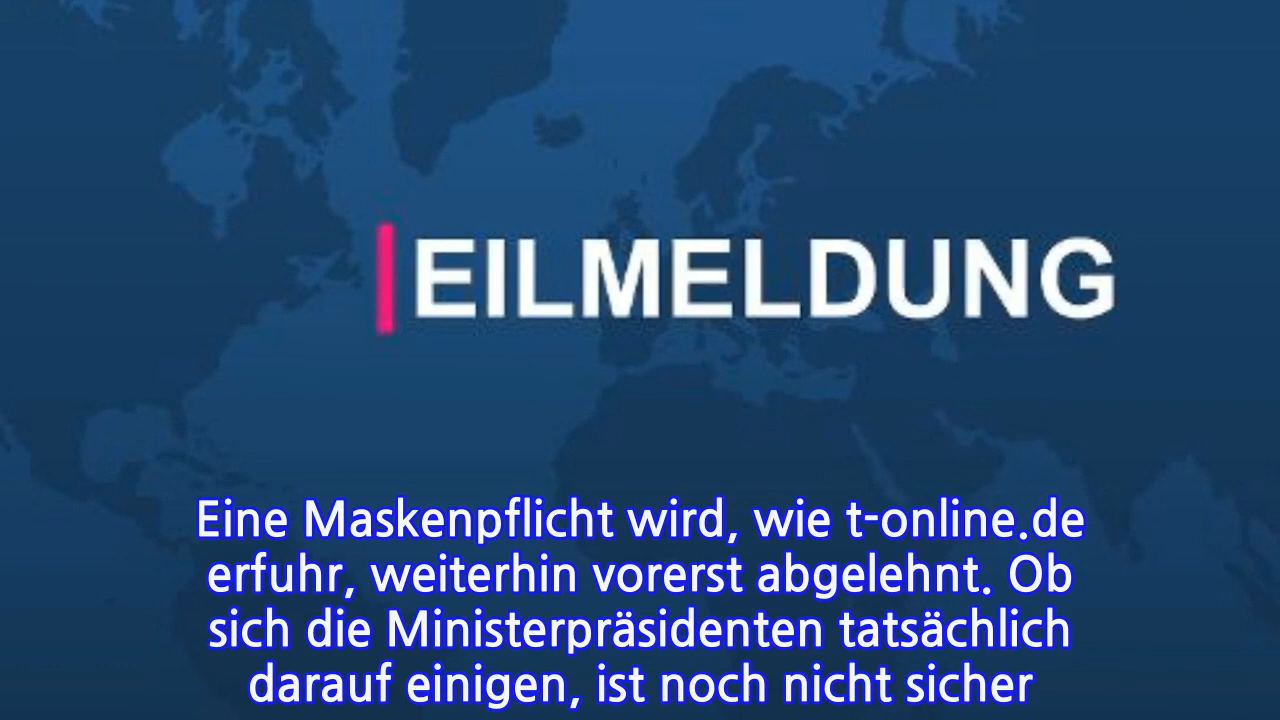 EILMELDUNG
Eine Maskenpflicht wird, wie t-online.de
erfuhr, weiterhin vorerst abgelehnt. Ob
sich die Ministerpräsidenten tatsächlich
darauf einigen, ist noch nicht sicher